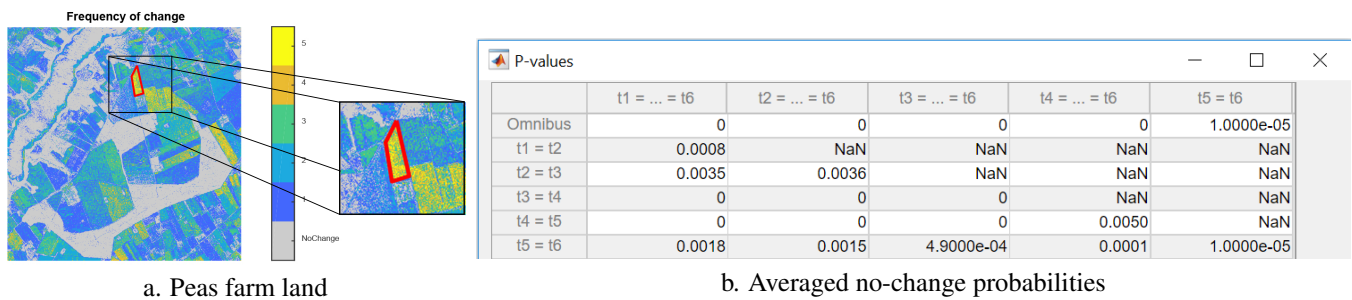 Frequency of change
5
4
3
2
1
NoChange
P-values
t1 = ... = t6 t2 = ... = t6 t3 = ... = t6 t4 = ... = t6 t5 = t6
Omnibus 0 0 0 0 1.0000e-05
t1 = t2 0.0008 NaN NaN NaN NaN
t2 = t3 0.0035 0.0036 NaN NaN NaN
t3 = t4 0 0 0 NaN NaN
t4 = t5 0 0 0 0.0050 NaN
t5 = t6 0.0018 0.0015 4.9000e-04 0.0001 1.0000e-05
a. Peas farm land
b. Averaged no-change probabilities